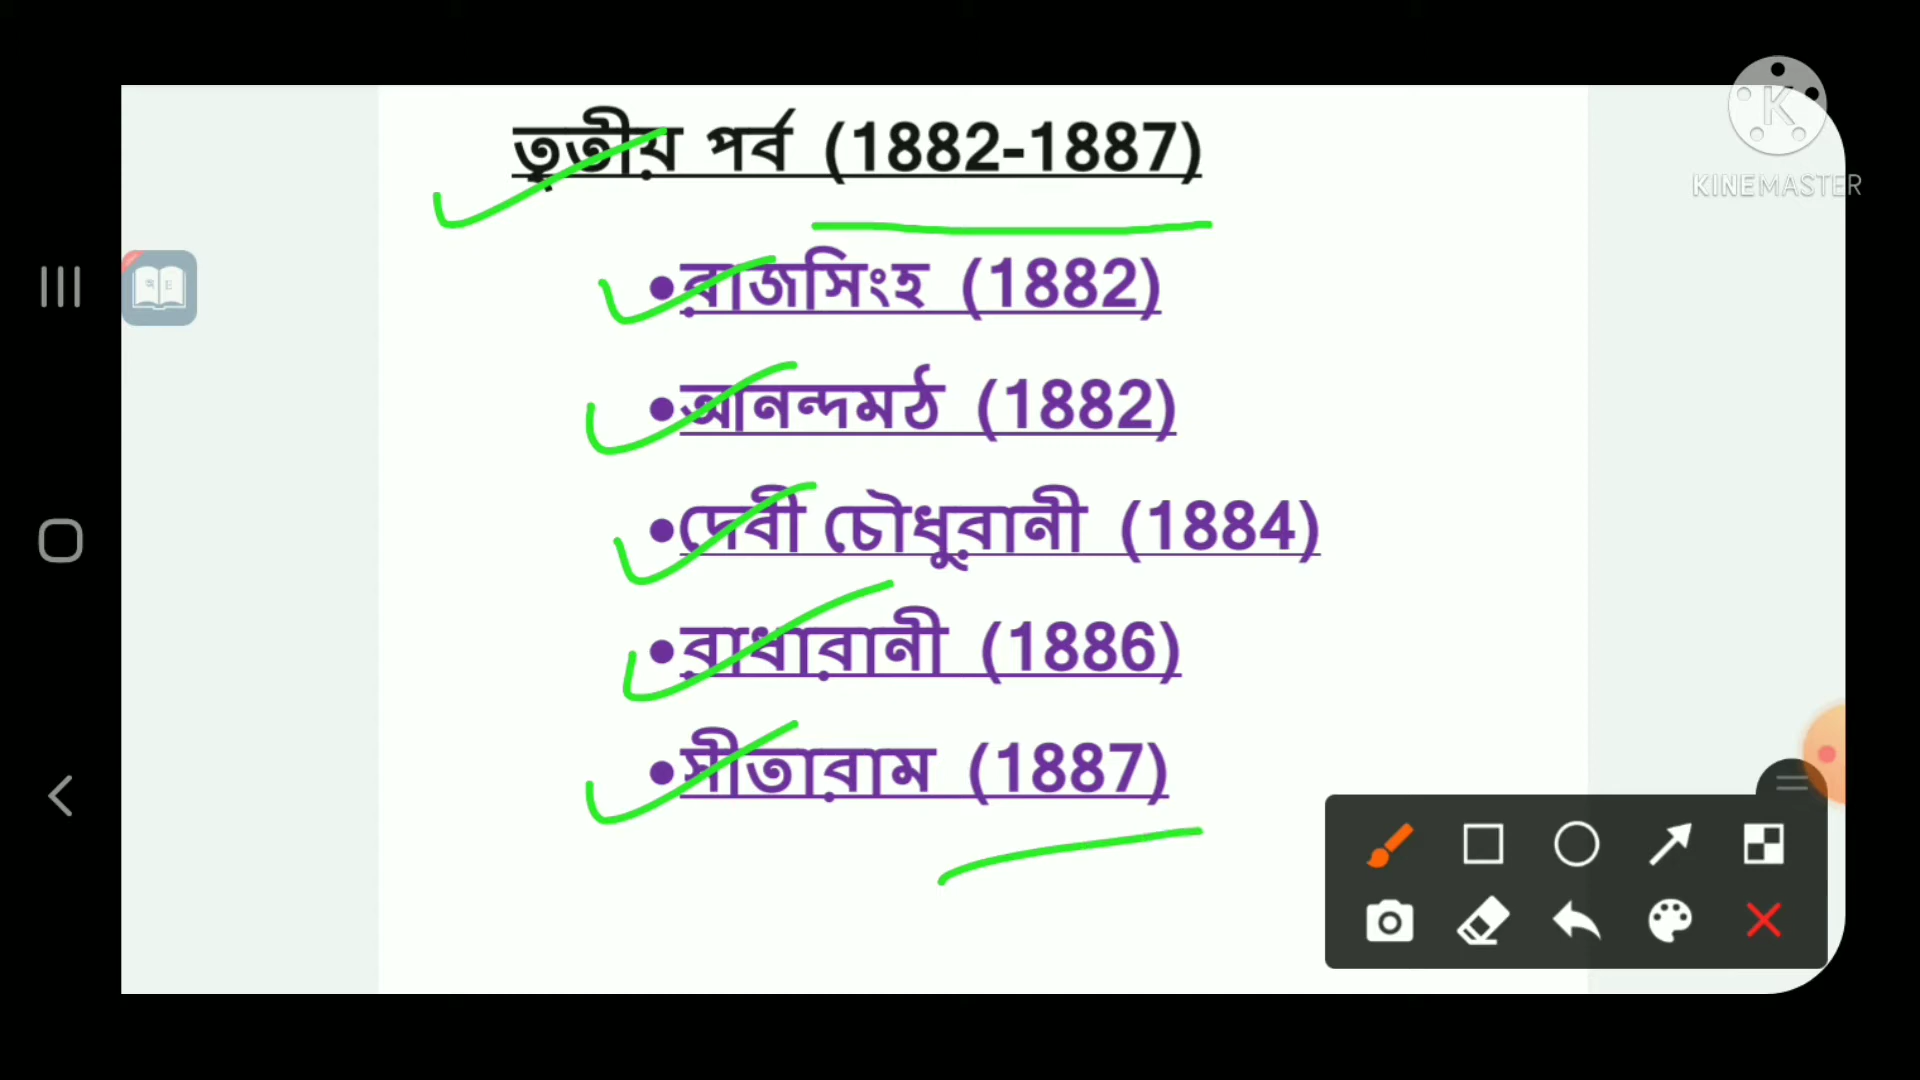 তৃতীয় পর্ব (1882-1887)
KINEMASTER
•রাজসিংহ (1882)
•আনন্দমঠ (1882)
•দেবী চৌধুরানী (1884)
•রাধারানী (1886)
•সীতারাম (1887)